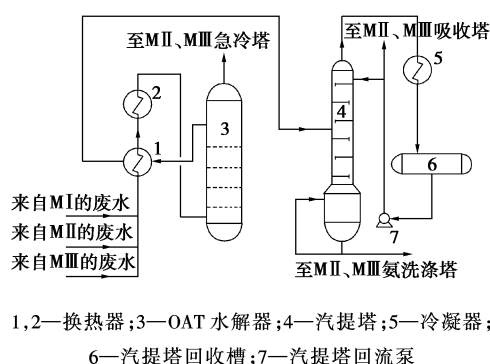 至MⅡ、MⅢ急冷塔
至MⅡ、MⅢ吸收塔
5
2
4
3
1
6
来自MⅠ的废水
来自MⅡ的废水
来自MⅢ的废水
7
至MⅡ、MⅢ氨洗涤塔
1,2—换热器;3—OAT水解器;4—汽提塔;5—冷凝器;
6—汽提塔回收槽;7—汽提塔回流泵